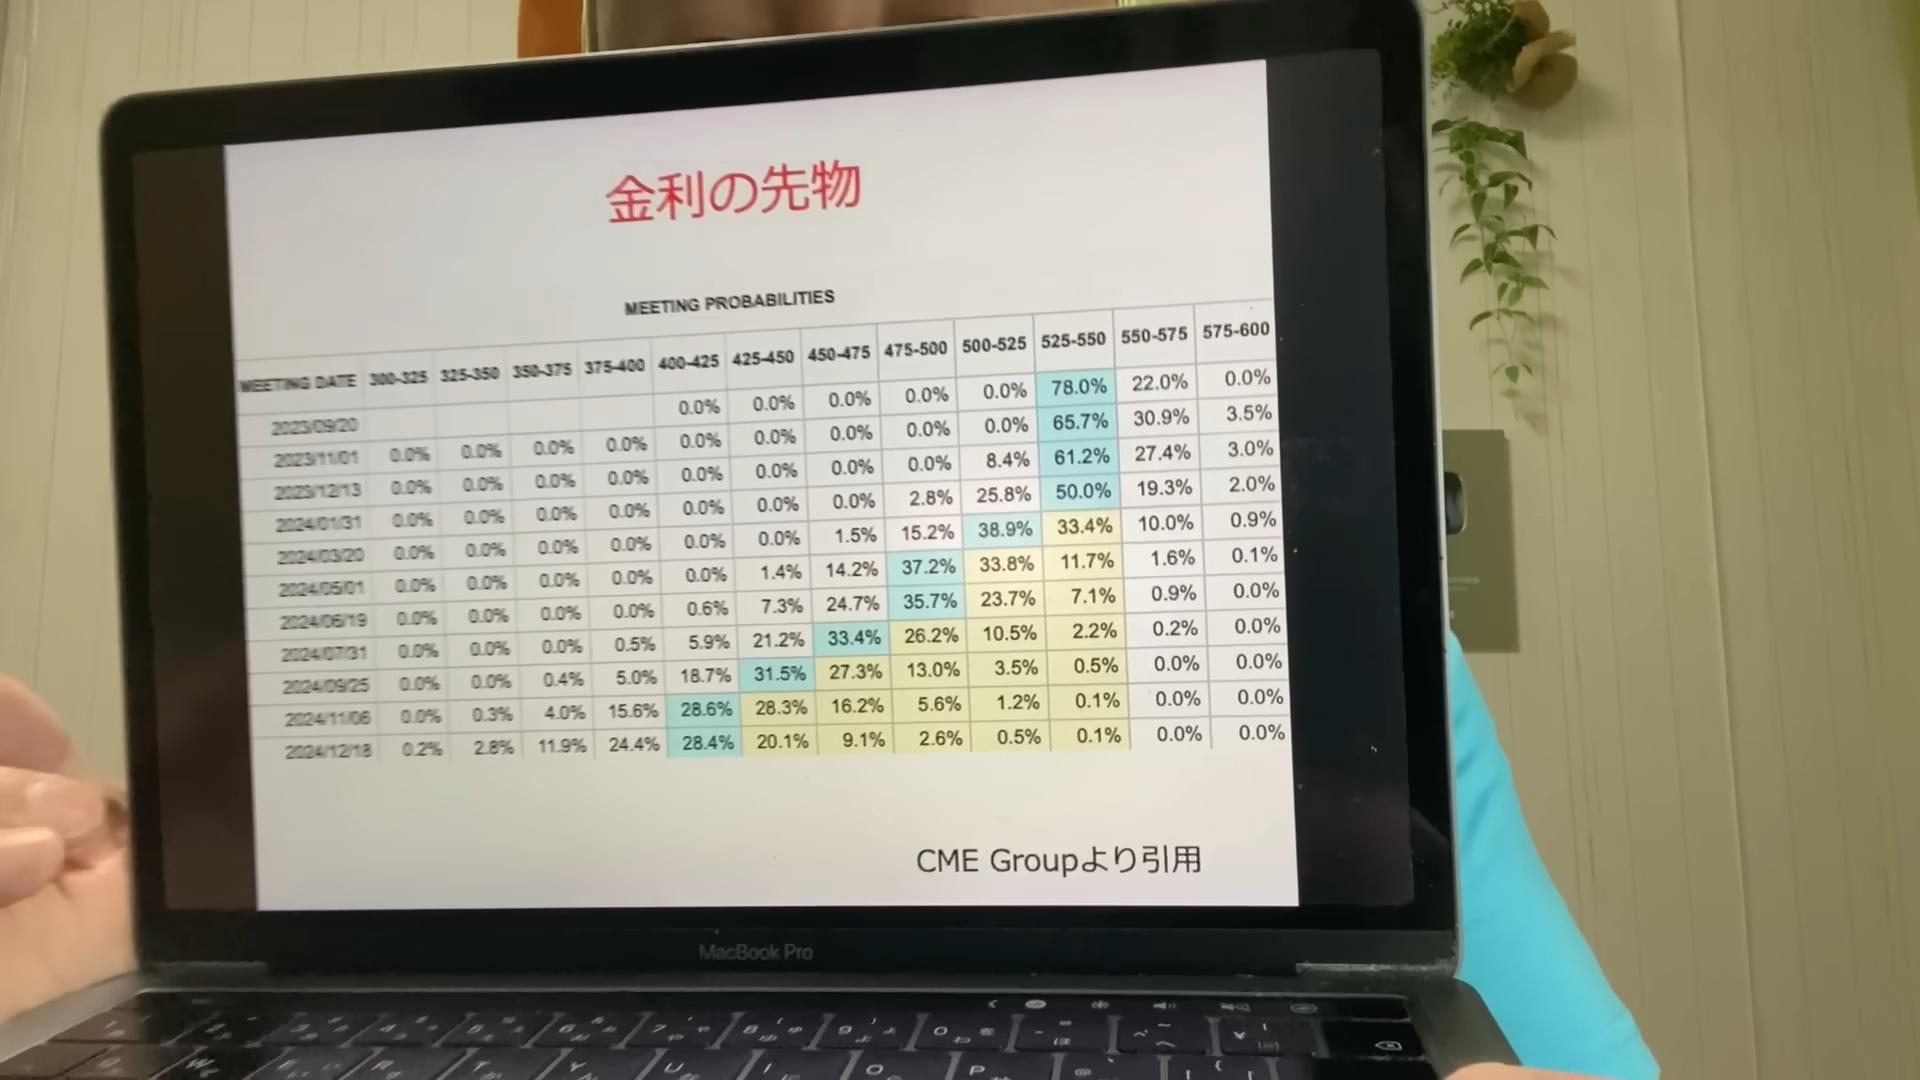 金利の先物
MEETING PROBABILITIES
MEETING DATE 300-325 325-350 350-375 375-400 400-425 425-450 450-475 475-500 500-525 525-550 550-575 575-600
2023/09/20 0.0% 0.0% 0.0% 0.0% 0.0% 78.0% 22.0% 0.0%
2023/11/01 0.0% 0.0% 0.0% 0.0% 0.0% 0.0% 0.0% 0.0% 0.0% 65.7% 30.9% 3.5%
2023/12/13 0.0% 0.0% 0.0% 0.0% 0.0% 0.0% 0.0% 0.0% 8.4% 61.2% 27.4% 3.0%
2024/01/31 0.0% 0.0% 0.0% 0.0% 0.0% 0.0% 0.0% 2.8% 25.8% 50.0% 19.3% 2.0%
2024/03/20 0.0% 0.0% 0.0% 0.0% 0.0% 0.0% 1.5% 15.2% 38.9% 33.4% 10.0% 0.9%
2024/05/01 0.0% 0.0% 0.0% 0.0% 0.0% 1.4% 14.2% 37.2% 33.8% 11.7% 1.6% 0.1%
2024/06/19 0.0% 0.0% 0.0% 0.0% 0.6% 7.3% 24.7% 35.7% 23.7% 7.1% 0.9% 0.0%
2024/07/31 0.0% 0.0% 0.0% 0.5% 5.9% 21.2% 33.4% 26.2% 10.5% 2.2% 0.2% 0.0%
2024/09/25 0.0% 0.0% 0.4% 5.0% 18.7% 31.5% 27.3% 13.0% 3.5% 0.5% 0.0% 0.0%
2024/11/06 0.0% 0.3% 4.0% 15.6% 28.6% 28.3% 16.2% 5.6% 1.2% 0.1% 0.0% 0.0%
2024/12/18 0.2% 2.8% 11.9% 24.4% 28.4% 20.1% 9.1% 2.6% 0.5% 0.1% 0.0% 0.0%
CME Groupより引用
MacBook Pro